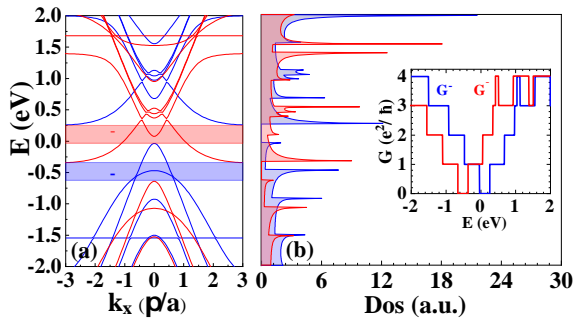 2.0
1.5
1.0
0.5
0.0
-0.5
-1.0
-1.5
-2.0
E (eV)
(a)
-3 -2 -1 0 1 2 3
k_x (p/a)
(b)
0 6 12 18 24 30
Dos (a.u.)
G (e²/ h)
4
3
2
1
0
G⁻ G⁻
-2 -1 0 1 2
E (eV)